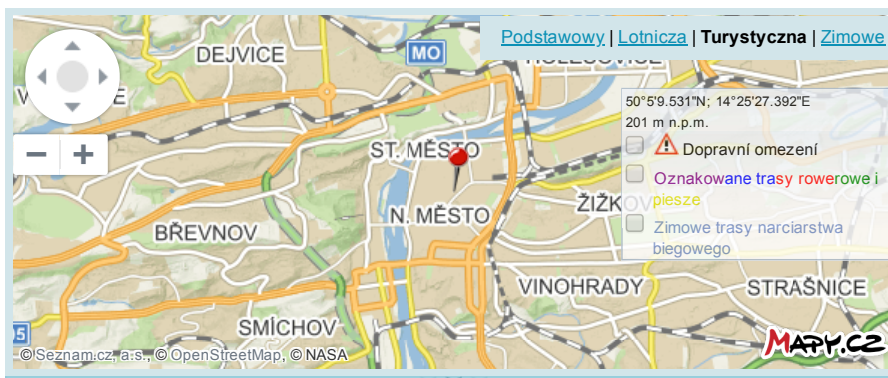 Podstawowy | Lotnicza | Turystyczna | Zimowe
DEJVICE
MO
50°5'9.531"N; 14°25'27.392"E
201 m n.p.m.
ST. MĚSTO
Dopravní omezení
Oznakowane trasy rowerowe i
piesze
ŽIŽKOV
N. MĚSTO
BŘEVNOV
Zimowe trasy narciarstwa
biegowego
VINOHRADY
STRAŠNICE
SMÍCHOV
© Seznam.cz, a.s., © OpenStreetMap, © NASA
MAPY.CZ